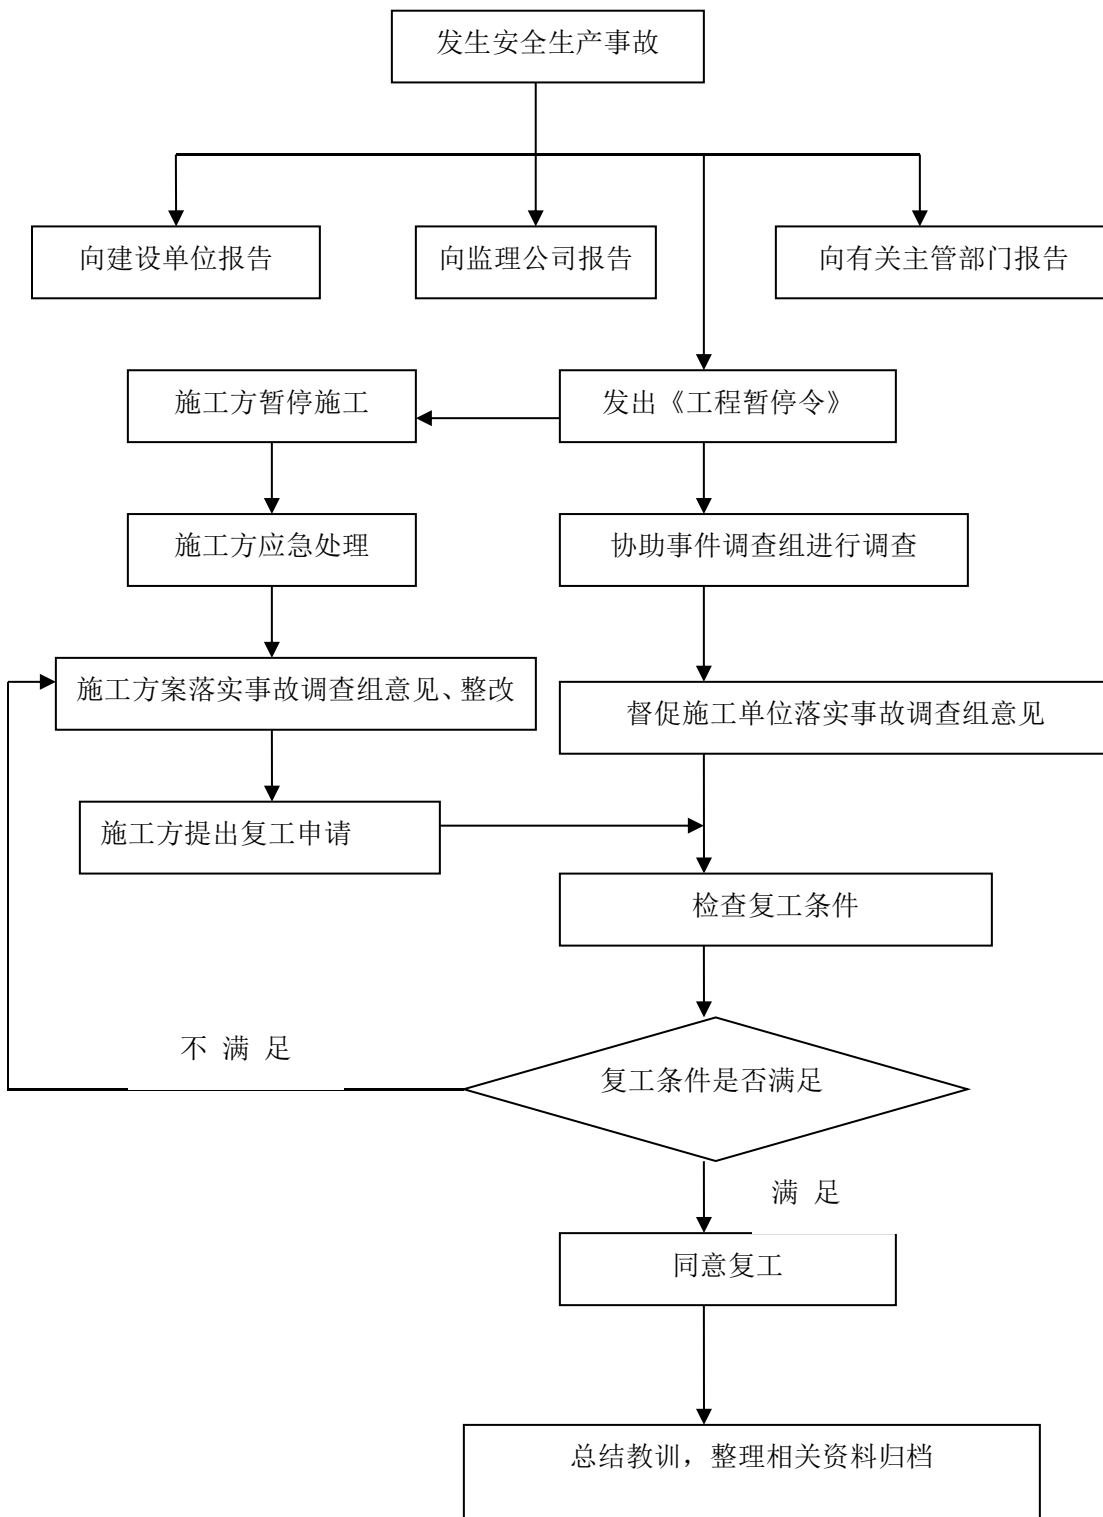 发生安全生产事故
向建设单位报告
向监理公司报告
向有关主管部门报告
施工方暂停施工
发出《工程暂停令》
施工方应急处理
协助事件调查组进行调查
施工方案落实事故调查组意见、整改
督促施工单位落实事故调查组意见
施工方提出复工申请
检查复工条件
不 满 足
复工条件是否满足
满 足
同意复工
总结教训，整理相关资料归档